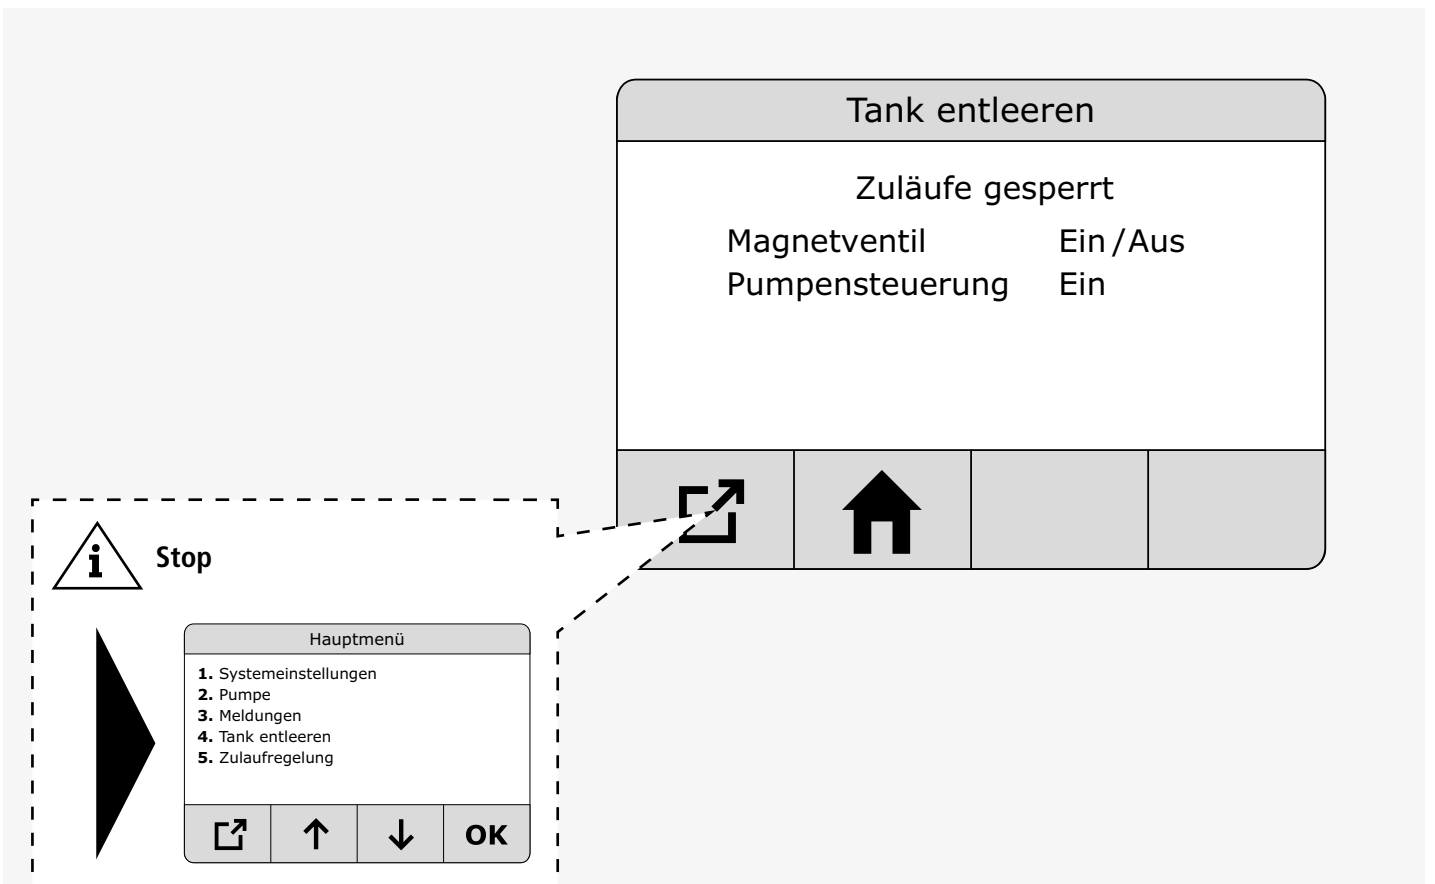 Tank entleeren
Zuläufe gesperrt
Magnetventil Ein / Aus
Pumpensteuerung Ein
i Stop
Hauptmenü
1. Systemeinstellungen
2. Pumpe
3. Meldungen
4. Tank entleeren
5. Zulaufregelung
OK